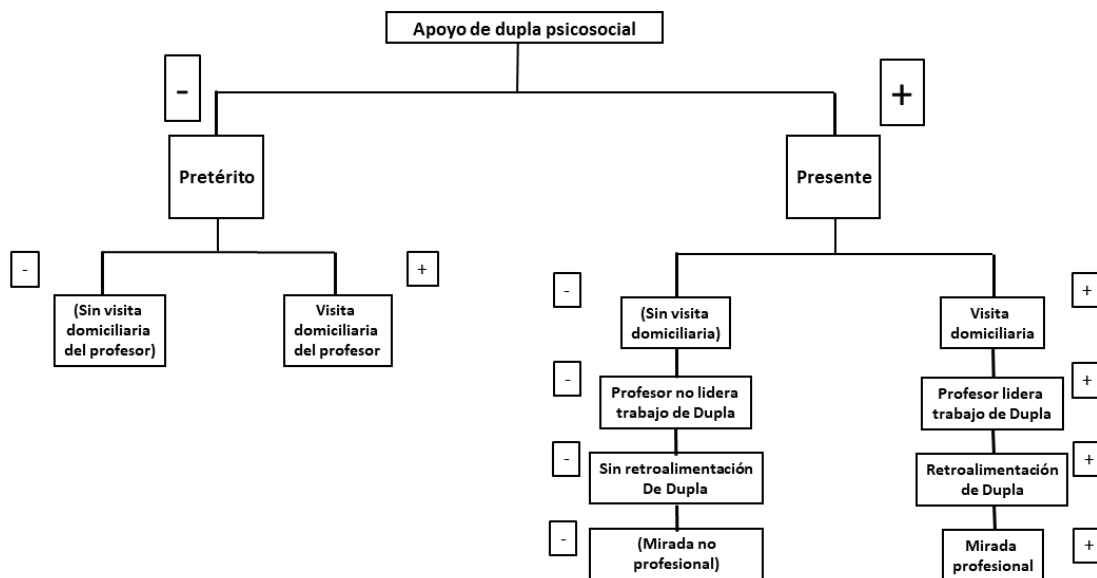 Apoyo de dupla psicosocial
-
+
Pretérito
Presente
-
(Sin visita
domiciliaria
del profesor)
Visita
domiciliaria
del profesor
+
-
(Sin visita
domiciliaria)
Visita
domiciliaria
+
-
Profesor no lidera
trabajo de Dupla
Profesor lidera
trabajo de Dupla
+
-
Sin retroalimentación
De Dupla
Retroalimentación
de Dupla
+
-
(Mirada no
profesional)
Mirada
profesional
+